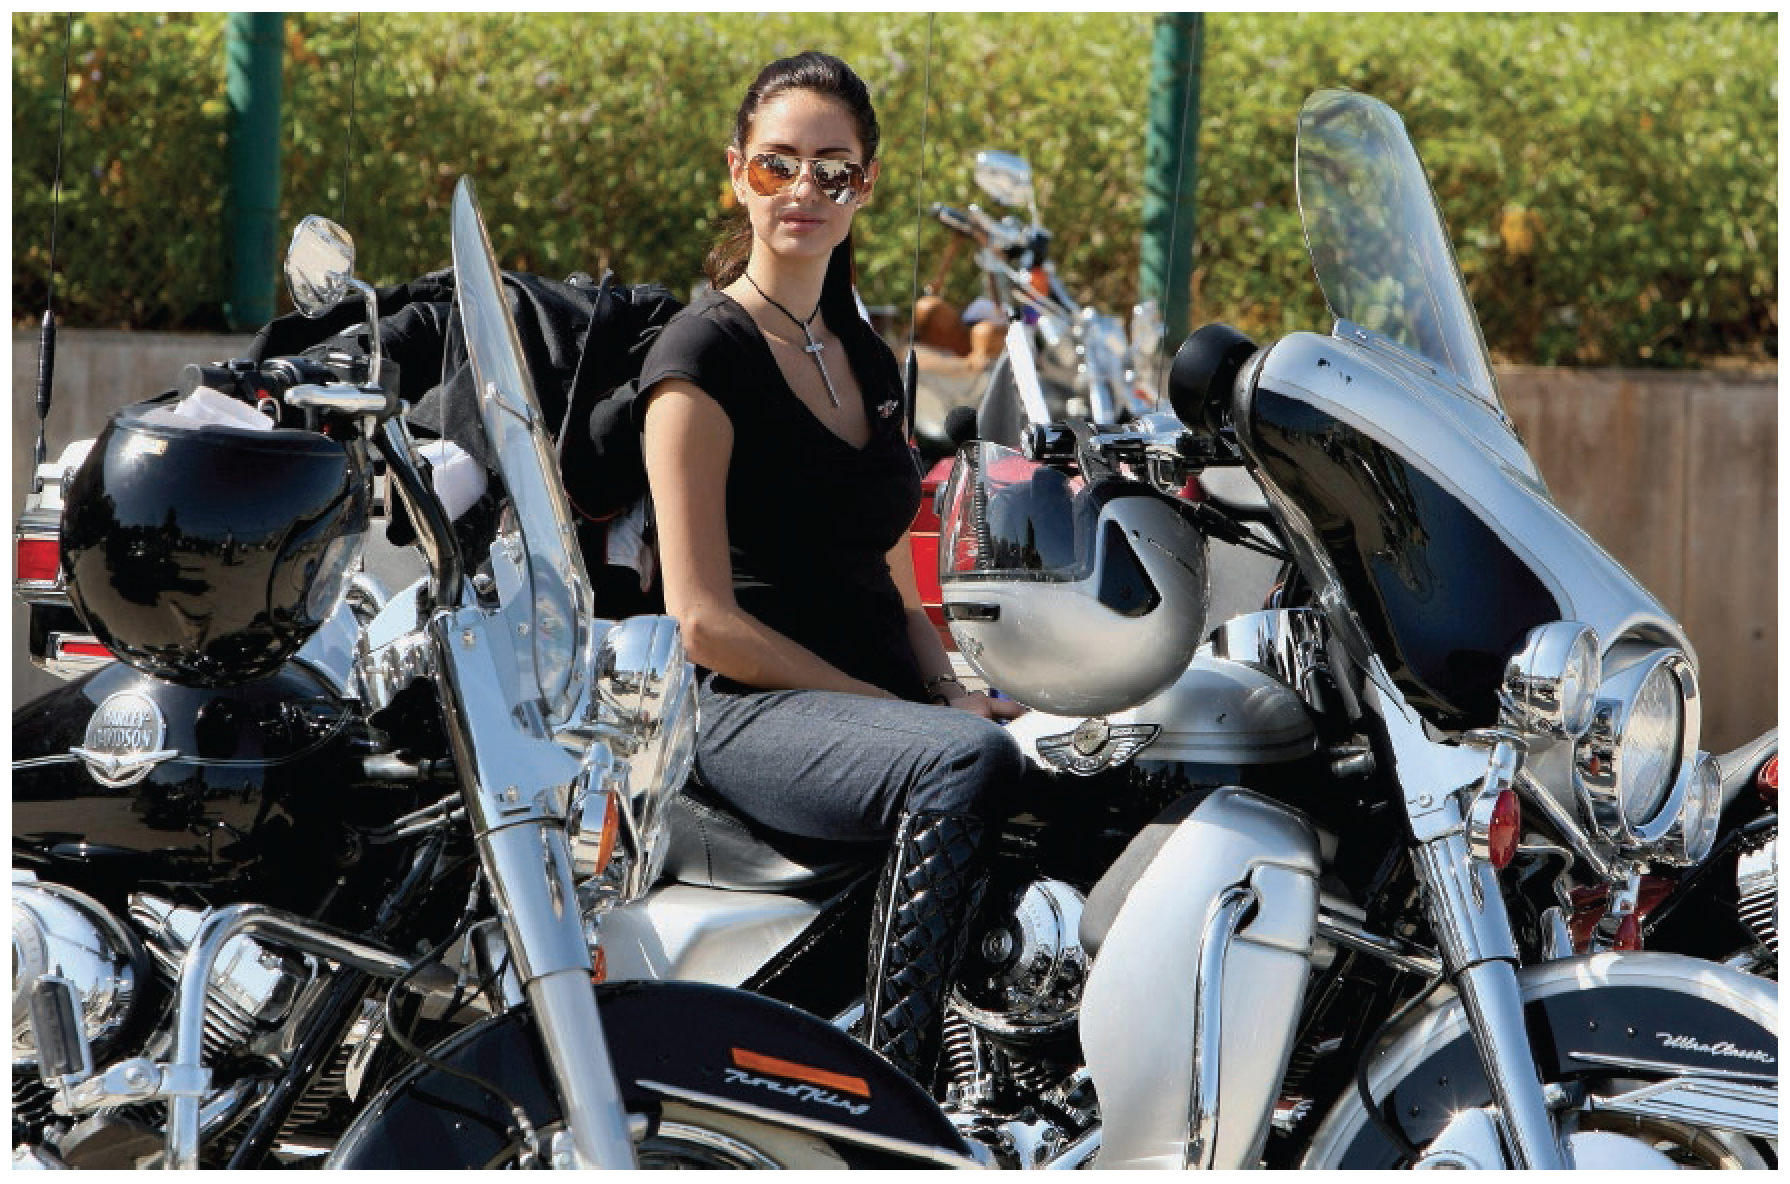 HARLEY-
DAVIDSON
Road King
Ultra Classic